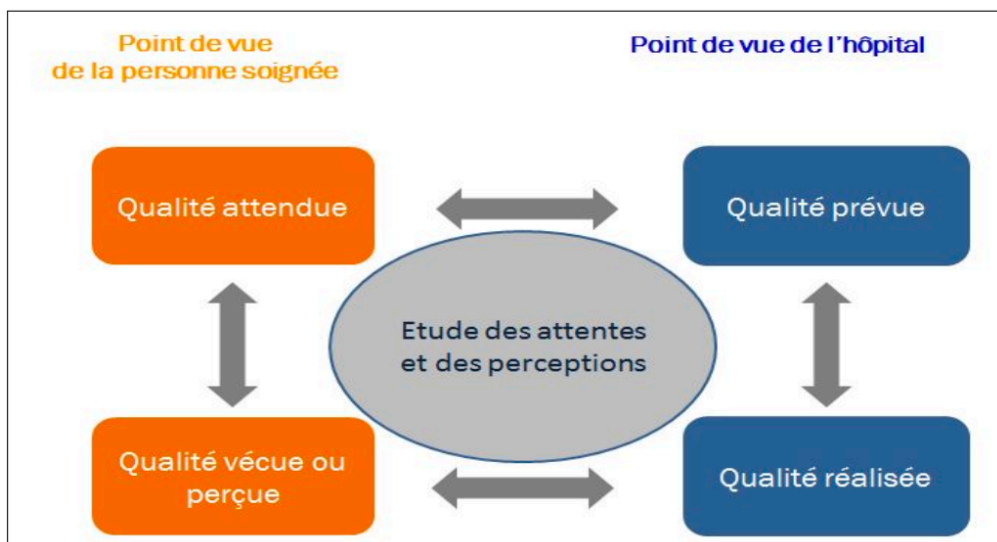 Point de vue
de la personne soignée
Point de vue de l'hôpital
Qualité attendue
Qualité prévue
Etude des attentes
et des perceptions
Qualité vécue ou
perçue
Qualité réalisée